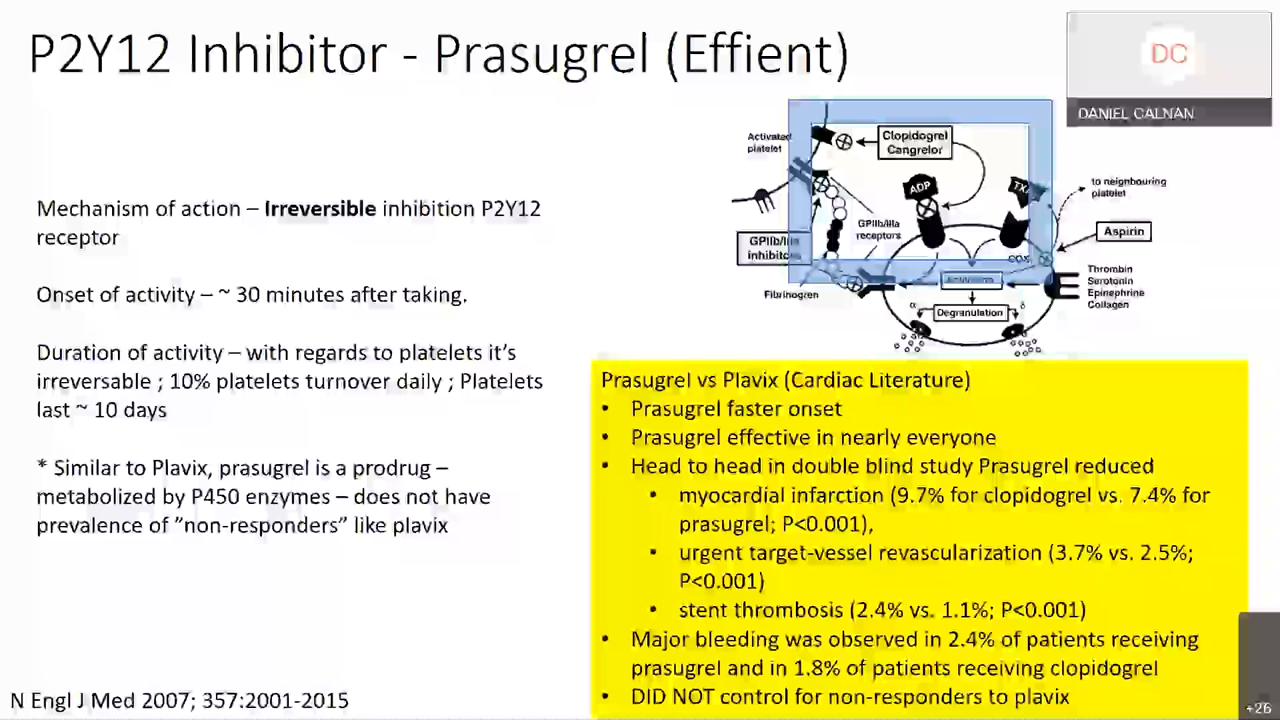 P2Y12 Inhibitor - Prasugrel (Effient)
DC
DANIEL CALNAN
Mechanism of action – Irreversible inhibition P2Y12
receptor
Onset of activity – ~ 30 minutes after taking.
Duration of activity – with regards to platelets it's
irreversable ; 10% platelets turnover daily ; Platelets
last ~ 10 days
* Similar to Plavix, prasugrel is a prodrug –
metabolized by P450 enzymes – does not have
prevalence of ”non-responders” like plavix
N Engl J Med 2007; 357:2001-2015
Activated
platelet
Clopidogrel
Cangrelor
ADP
to neighbouring
platelet
GPIIb/IIIa
receptors
Aspirin
GPIIb/IIIa
inhibitors
COX
Fibrinogren
Thrombin
Serotonin
Epinephrine
Collagen
α
δ
Degranulation
Prasugrel vs Plavix (Cardiac Literature)
• Prasugrel faster onset
• Prasugrel effective in nearly everyone
• Head to head in double blind study Prasugrel reduced
• myocardial infarction (9.7% for clopidogrel vs. 7.4% for
prasugrel; P<0.001),
• urgent target-vessel revascularization (3.7% vs. 2.5%;
P<0.001)
• stent thrombosis (2.4% vs. 1.1%; P<0.001)
• Major bleeding was observed in 2.4% of patients receiving
prasugrel and in 1.8% of patients receiving clopidogrel
• DID NOT control for non-responders to plavix
+26